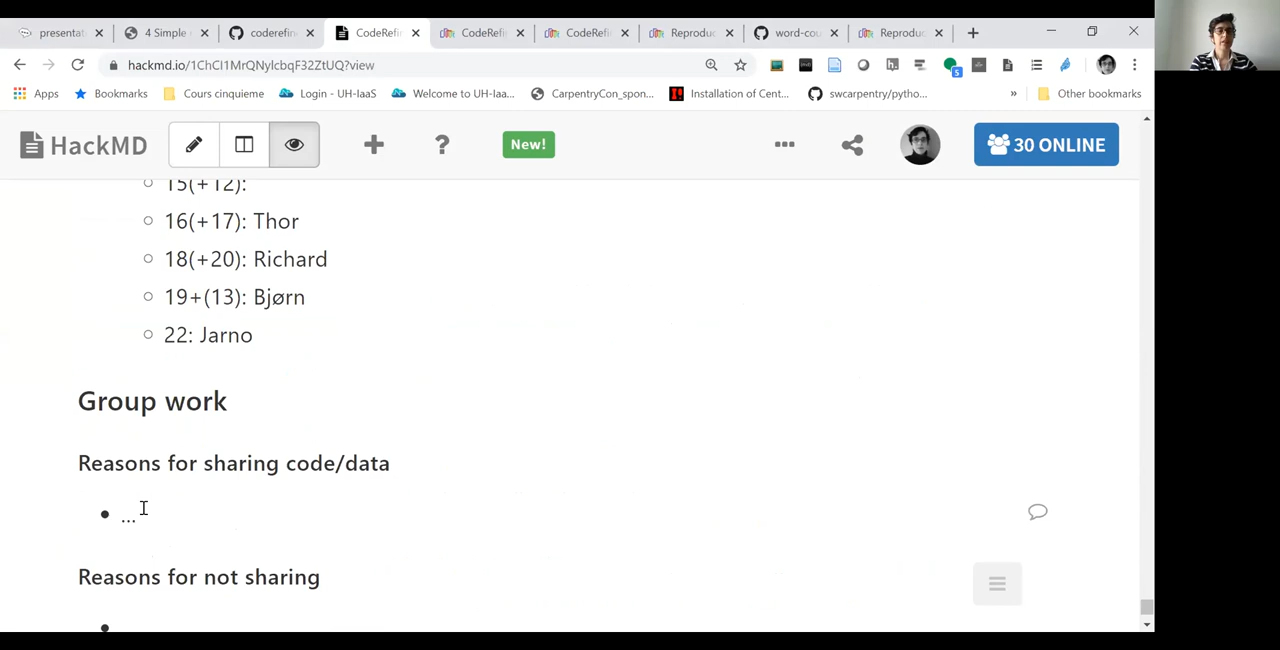 presentat
4 Simple
coderefin
CodeRefi
CodeRefi
CodeRefi
Reproduc
word-cou
Reproduc
hackmd.io/1ChCI1MrQNylcbqF32ZtUQ?view
5
Apps
Bookmarks
Cours cinquieme
Login - UH-IaaS
Welcome to UH-Iaa...
CarpentryCon_spon...
Installation of Cent...
swcarpentry/pytho...
»
Other bookmarks
HackMD
New!
30 ONLINE
15(+12):
16(+17): Thor
18(+20): Richard
19+(13): Bjørn
22: Jarno
Group work
Reasons for sharing code/data
...
Reasons for not sharing